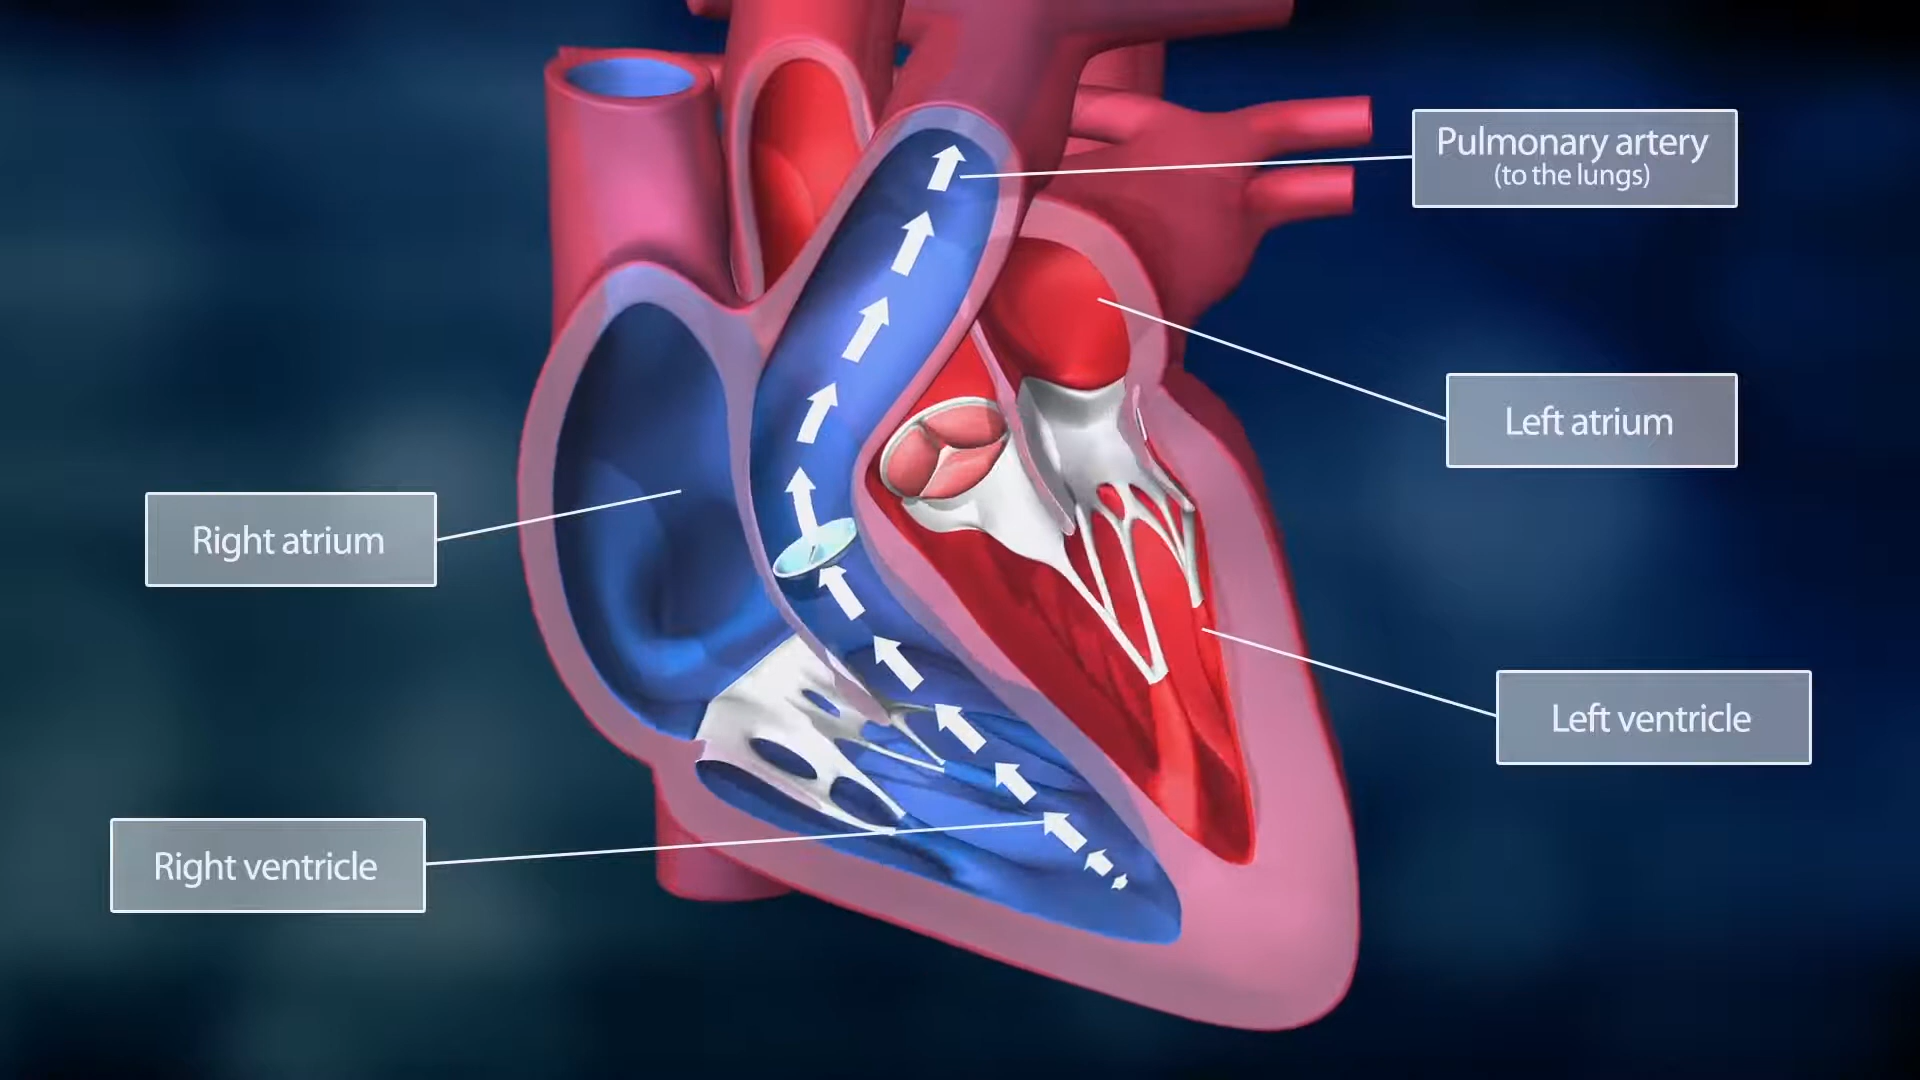 Pulmonary artery
(to the lungs)
Left atrium
Right atrium
Left ventricle
Right ventricle